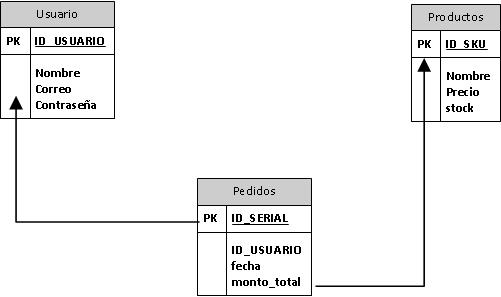 Usuario
PK ID_USUARIO
Nombre
Correo
Contraseña
Productos
PK ID_SKU
Nombre
Precio
stock
Pedidos
PK ID_SERIAL
ID_USUARIO
fecha
monto_total